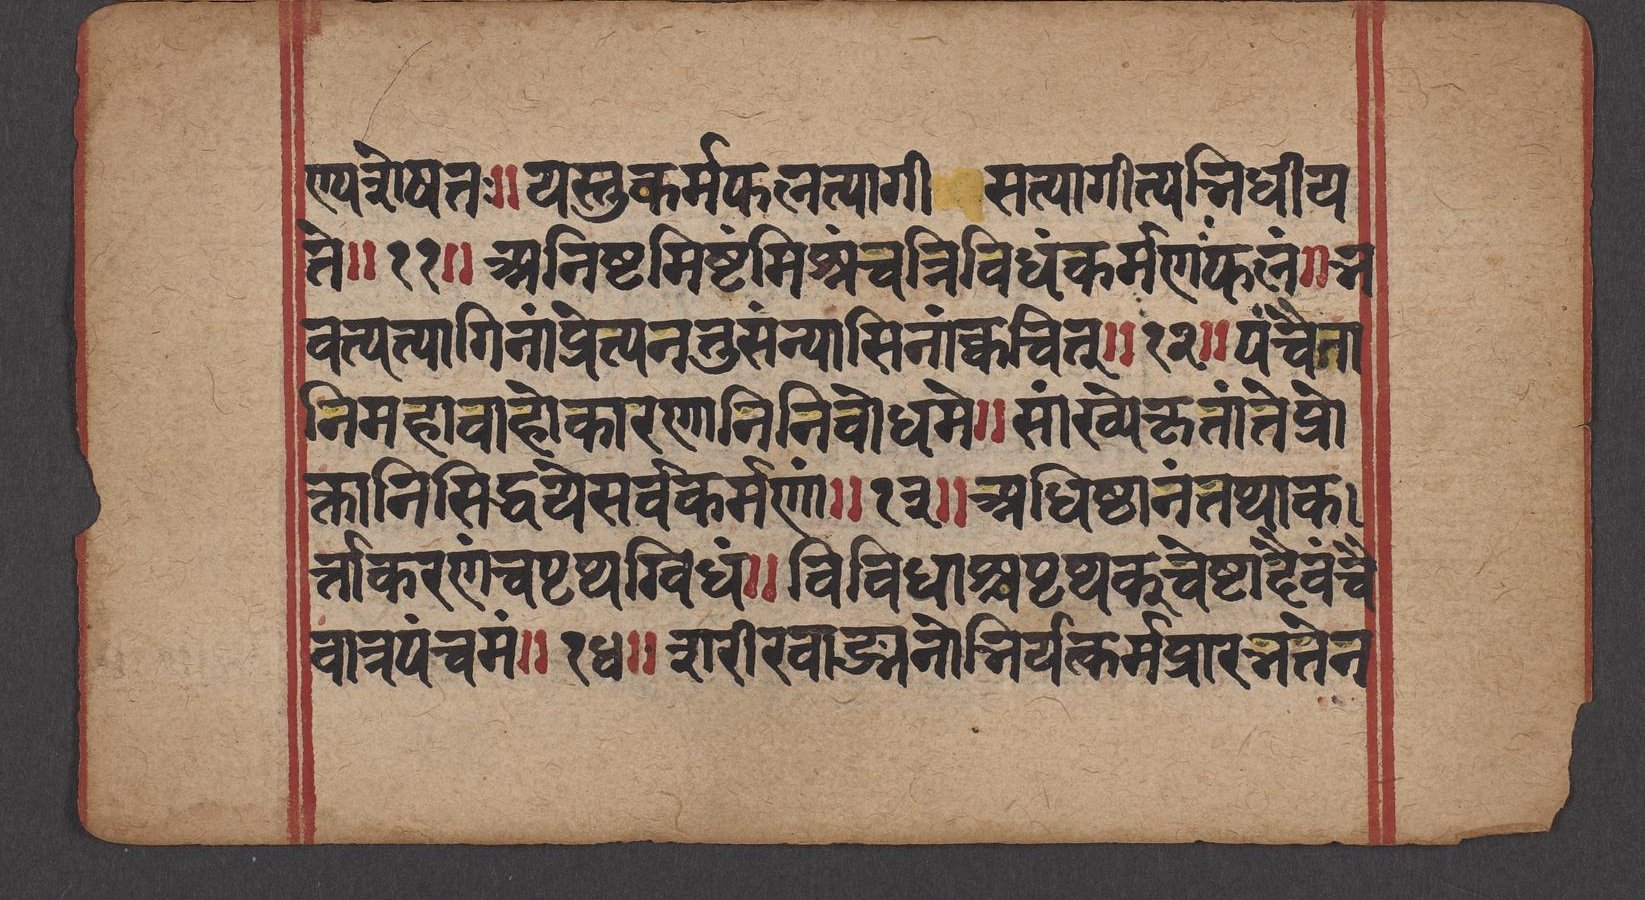 ण्यशेषतः॥ यस्तुकर्मफलत्यागी सत्यागीत्यभिधीय
ते॥ ११॥ अनिष्टमिष्टंमिश्रंचत्रिविधंकर्मणंफलं॥ भ
वत्यत्यागिनांप्रेत्यनतुसंन्यासिनांक्वचित्॥ १२॥ पंचैता
निमहावाहोकारणानिनिवोधमे॥ सांख्येकृतांतेप्रो
क्तानिसिद्धयेसर्वकर्मणां॥ १३॥ अधिष्ठानंतथाक।
र्त्ताकरणंचपृथग्विधं॥ विविधाश्चपृथक्चेष्टादैवंचै
वात्रपंचमं॥ १४॥ शरीरवाङ्मनोभिर्यत्कर्मप्रारभतेन